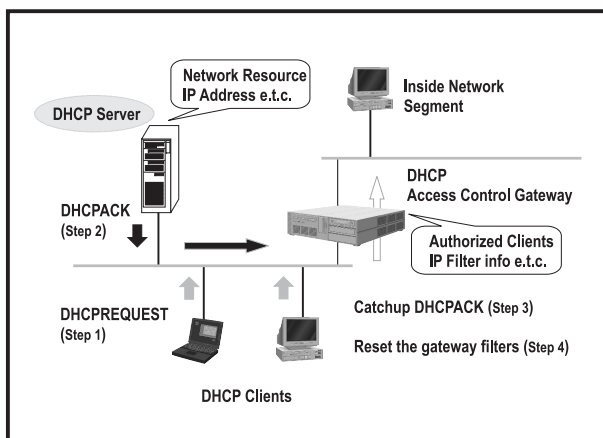 Network Resource
IP Address e.t.c.
DHCP Server
Inside Network
Segment
DHCP
Access Control Gateway
DHCPACK
(Step 2)
Authorized Clients
IP Filter info e.t.c.
DHCPREQUEST
(Step 1)
Catchup DHCPACK (Step 3)
Reset the gateway filters (Step 4)
DHCP Clients